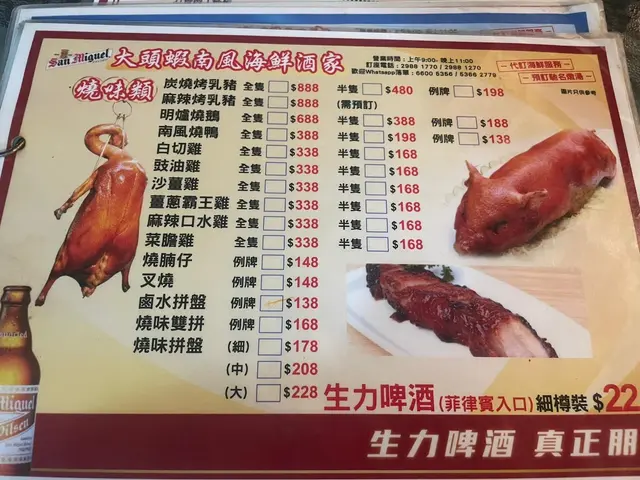 San Miguel 大頭蝦南風海鮮酒家
營業時間：上午9:00- 晚上11:00
訂座電話：2988 1770 / 2988 1270
歡迎Whatsapp落單：6600 5356 / 5366 2779
代訂海鮮服務
預訂馳名燉湯
圖片只供參考
燒味類
炭燒烤乳豬 全隻 $888 半隻 $480 例牌 $198
麻辣烤乳豬 全隻 $888 (需預訂)
明爐燒鵝 全隻 $688 半隻 $388 例牌 $188
南風燒鴨 全隻 $388 半隻 $198 例牌 $138
白切雞 全隻 $338 半隻 $168
豉油雞 全隻 $338 半隻 $168
沙薑雞 全隻 $338 半隻 $168
薑蔥霸王雞 全隻 $338 半隻 $168
麻辣口水雞 全隻 $338 半隻 $168
菜膽雞 全隻 $338 半隻 $168
燒腩仔 例牌 $148
叉燒 例牌 $148
鹵水拼盤 例牌 $138
燒味雙拼 例牌 $168
燒味拼盤 (細) $178
(中) $208
(大) $228
生力啤酒(菲律賓入口)細樽裝 $22
生力啤酒 真正朋
Miguel
Pilsen